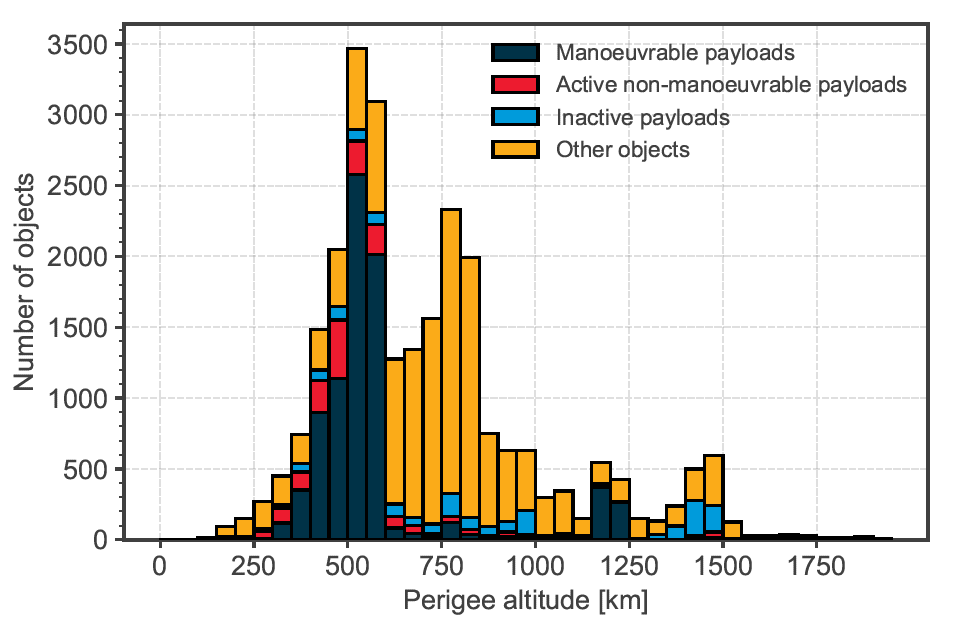 3500
3000
2500
2000
1500
1000
500
0
Number of objects
Manoeuvrable payloads
Active non-manoeuvrable payloads
Inactive payloads
Other objects
0 250 500 750 1000 1250 1500 1750
Perigee altitude [km]